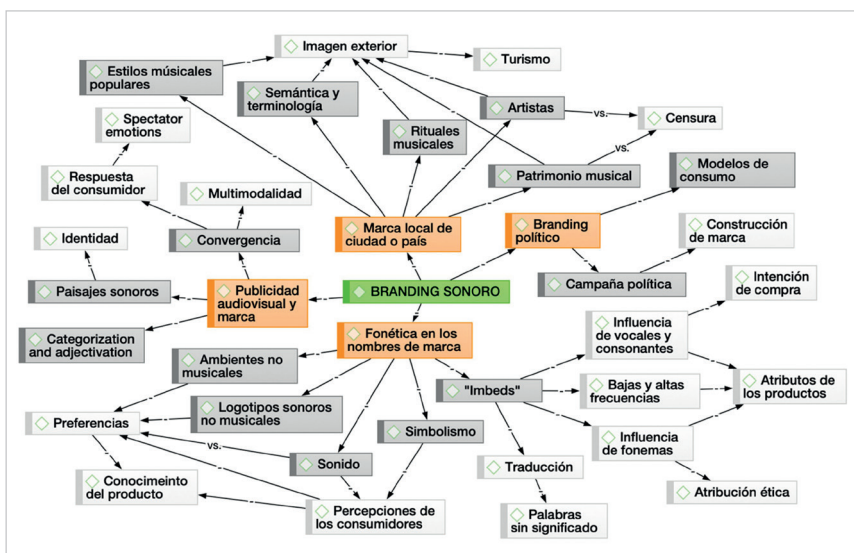 Imagen exterior
Turismo
Estilos músicales
populares
Semántica y
terminología
Artistas
vs.
Censura
Spectator
emotions
Rituales
musicales
vs.
Modelos de
consumo
Respuesta
del consumidor
Multimodalidad
Patrimonio musical
Identidad
Convergencia
Marca local de
ciudad o país
Branding
político
Construcción
de marca
Paisajes sonoros
Publicidad
audiovisual y
marca
BRANDING SONORO
Campaña política
Intención
de compra
Categorization
and adjectivation
Fonética en los
nombres de marca
Influencia
de vocales y
consonantes
Ambientes no
musicales
"Imbeds"
Bajas y altas
frecuencias
Atributos de
los productos
Preferencias
Logotipos sonoros
no musicales
Simbolismo
Influencia
de fonemas
vs.
Sonido
Traducción
Conocimeinto
del producto
Percepciones de
los consumidores
Palabras
sin significado
Atribución ética